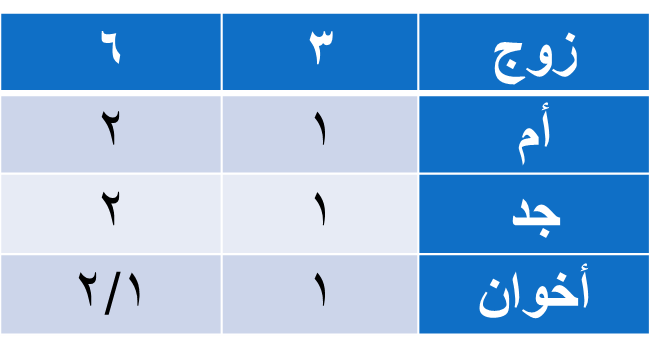 زوج ٣ ٦
أم ١ ٢
جد ١ ٢
أخوان ١ ٢/١